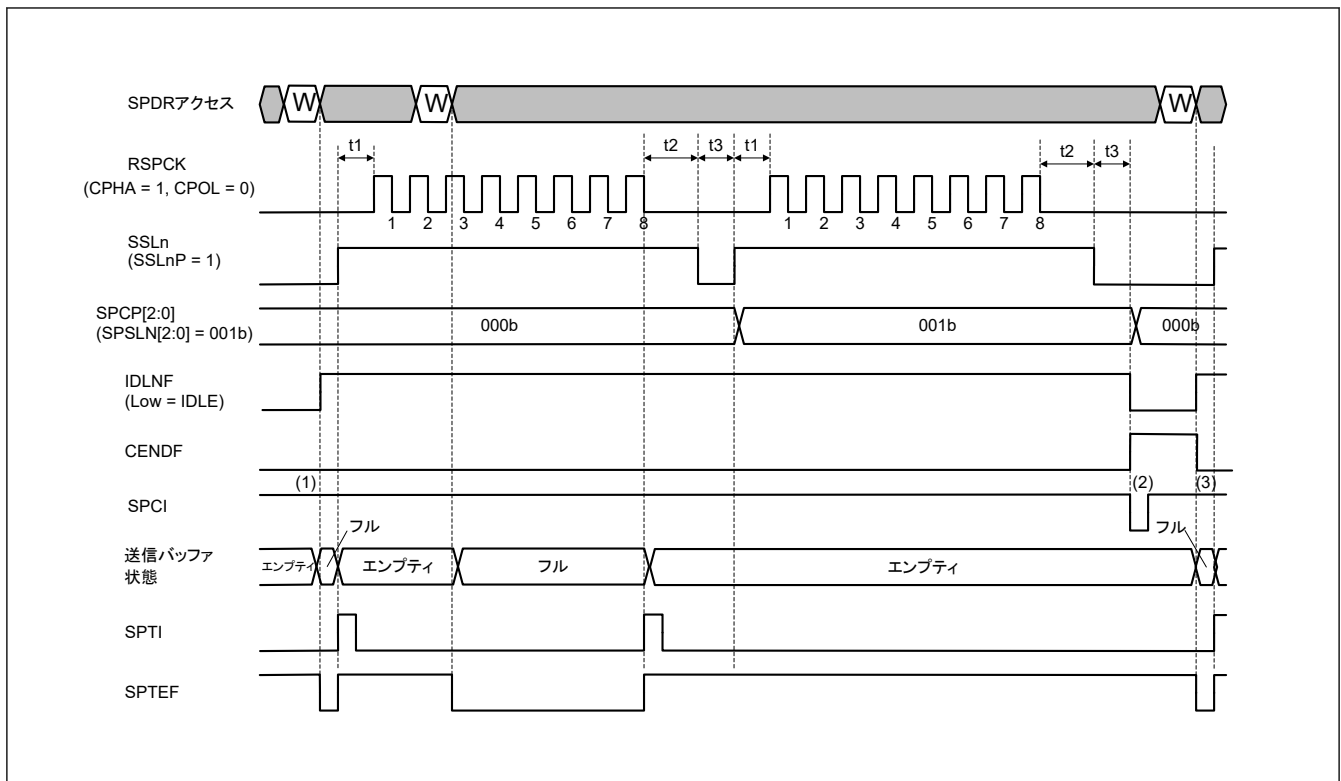 SPDRアクセス
W
W
W
t1
t2
t3
t1
t2
t3
RSPCK
(CPHA = 1, CPOL = 0)
1 2 3 4 5 6 7 8
1 2 3 4 5 6 7 8
SSLn
(SSLnP = 1)
SPCP[2:0]
(SPSLN[2:0] = 001b)
000b
001b
000b
IDLNF
(Low = IDLE)
CENDF
(1)
(2)
(3)
SPCI
フル
フル
送信バッファ
状態
エンプティ
エンプティ
フル
エンプティ
SPTI
SPTEF